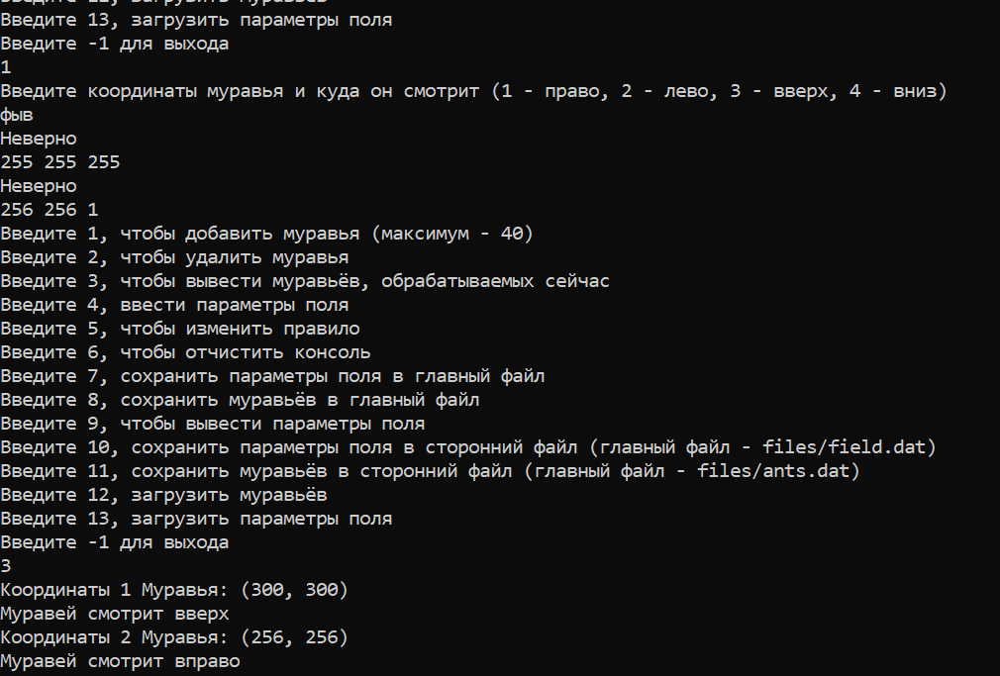 Введите 12, загрузить муравьёв
Введите 13, загрузить параметры поля
Введите -1 для выхода
1
Введите координаты муравья и куда он смотрит (1 - право, 2 - лево, 3 - вверх, 4 - вниз)
фыв
Неверно
255 255 255
Неверно
256 256 1
Введите 1, чтобы добавить муравья (максимум - 40)
Введите 2, чтобы удалить муравья
Введите 3, чтобы вывести муравьёв, обрабатываемых сейчас
Введите 4, ввести параметры поля
Введите 5, чтобы изменить правило
Введите 6, чтобы отчистить консоль
Введите 7, сохранить параметры поля в главный файл
Введите 8, сохранить муравьёв в главный файл
Введите 9, чтобы вывести параметры поля
Введите 10, сохранить параметры поля в сторонний файл (главный файл - files/field.dat)
Введите 11, сохранить муравьёв в сторонний файл (главный файл - files/ants.dat)
Введите 12, загрузить муравьёв
Введите 13, загрузить параметры поля
Введите -1 для выхода
3
Координаты 1 Муравья: (300, 300)
Муравей смотрит вверх
Координаты 2 Муравья: (256, 256)
Муравей смотрит вправо